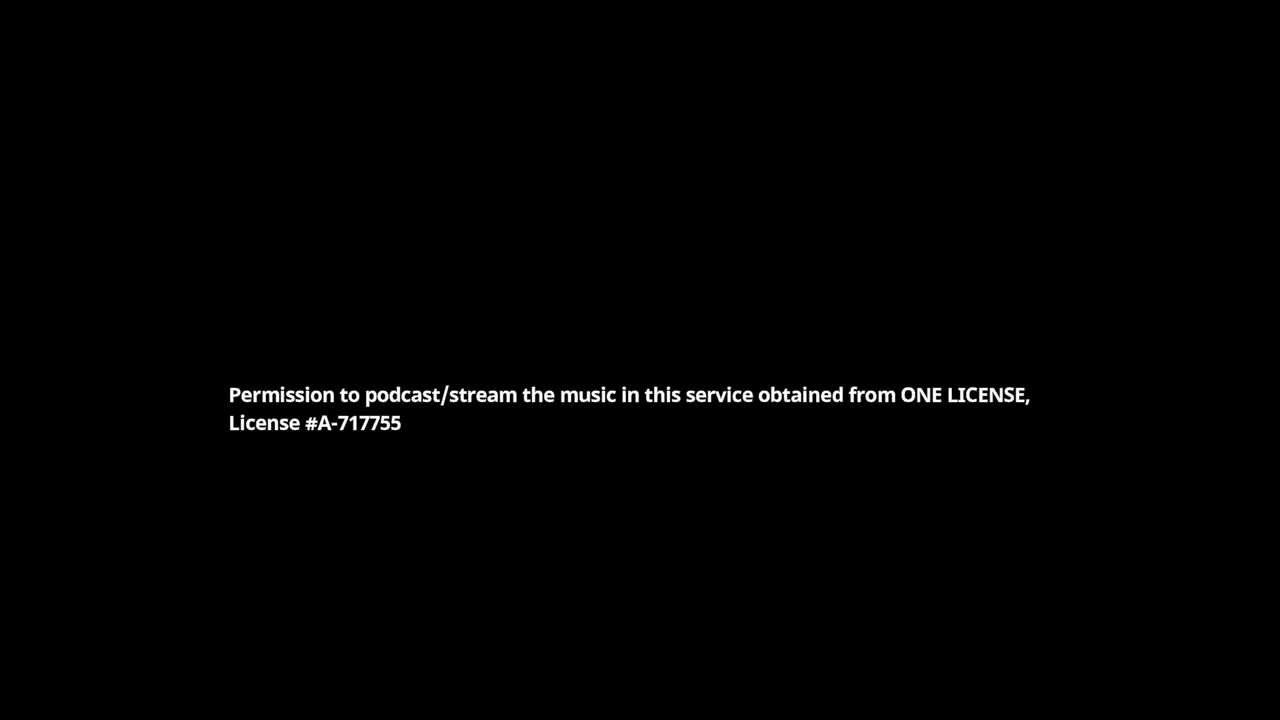 Permission to podcast/stream the music in this service obtained from ONE LICENSE,
License #A-717755